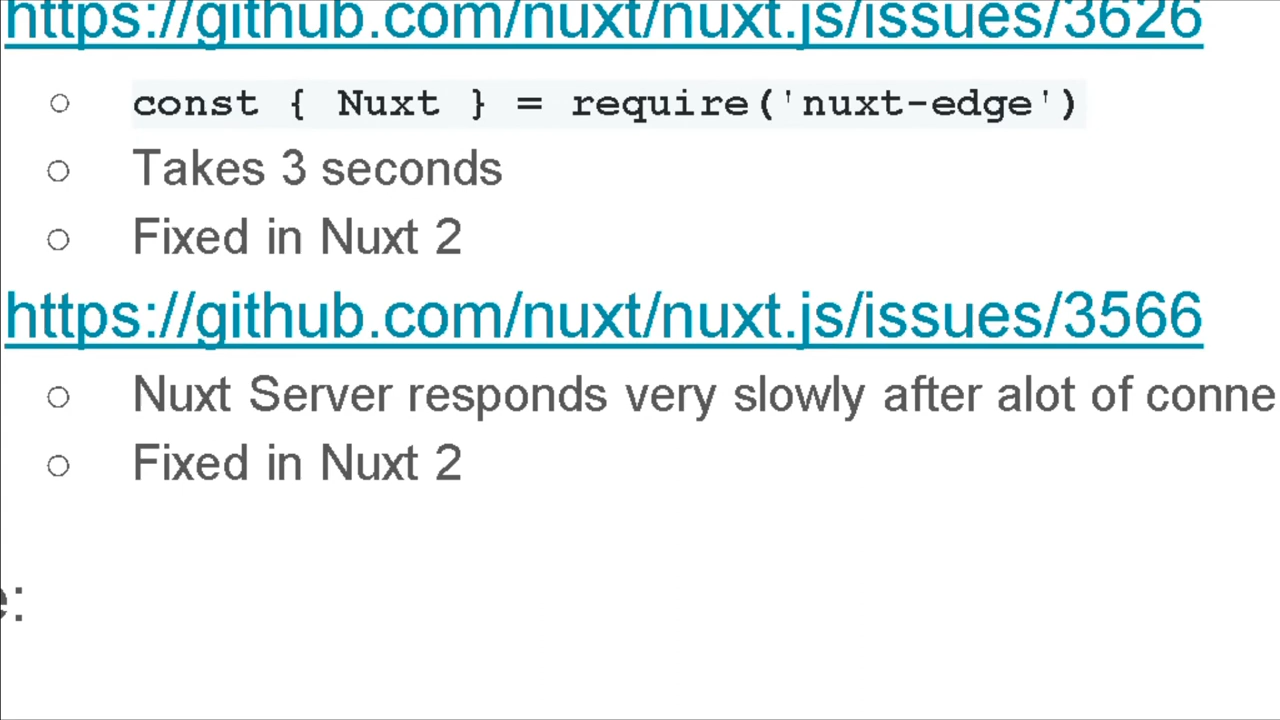 https://github.com/nuxt/nuxt.js/issues/3626
○ const { Nuxt } = require('nuxt-edge')
○ Takes 3 seconds
○ Fixed in Nuxt 2
https://github.com/nuxt/nuxt.js/issues/3566
○ Nuxt Server responds very slowly after alot of conne
○ Fixed in Nuxt 2
e: